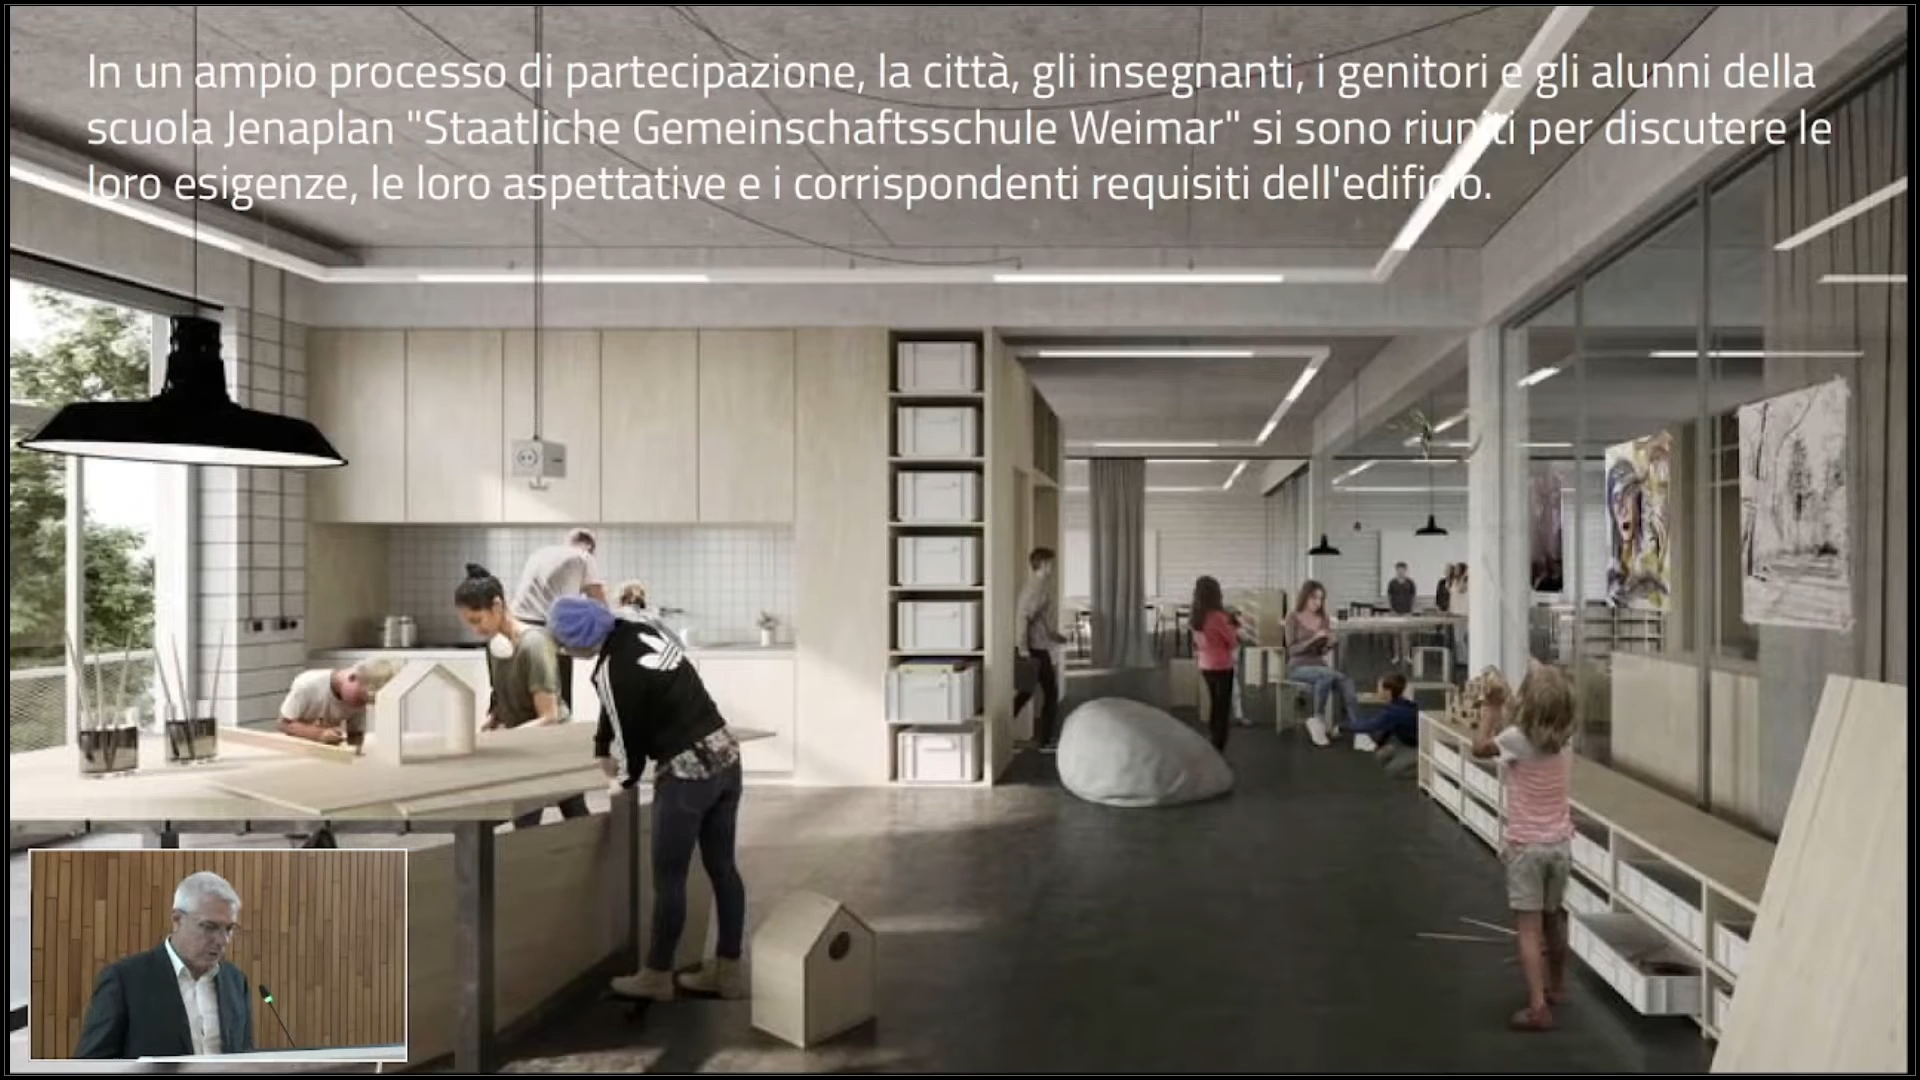 In un ampio processo di partecipazione, la città, gli insegnanti, i genitori e gli alunni della
scuola Jenaplan "Staatliche Gemeinschaftsschule Weimar" si sono riuniti per discutere le
loro esigenze, le loro aspettative e i corrispondenti requisiti dell'edificio.